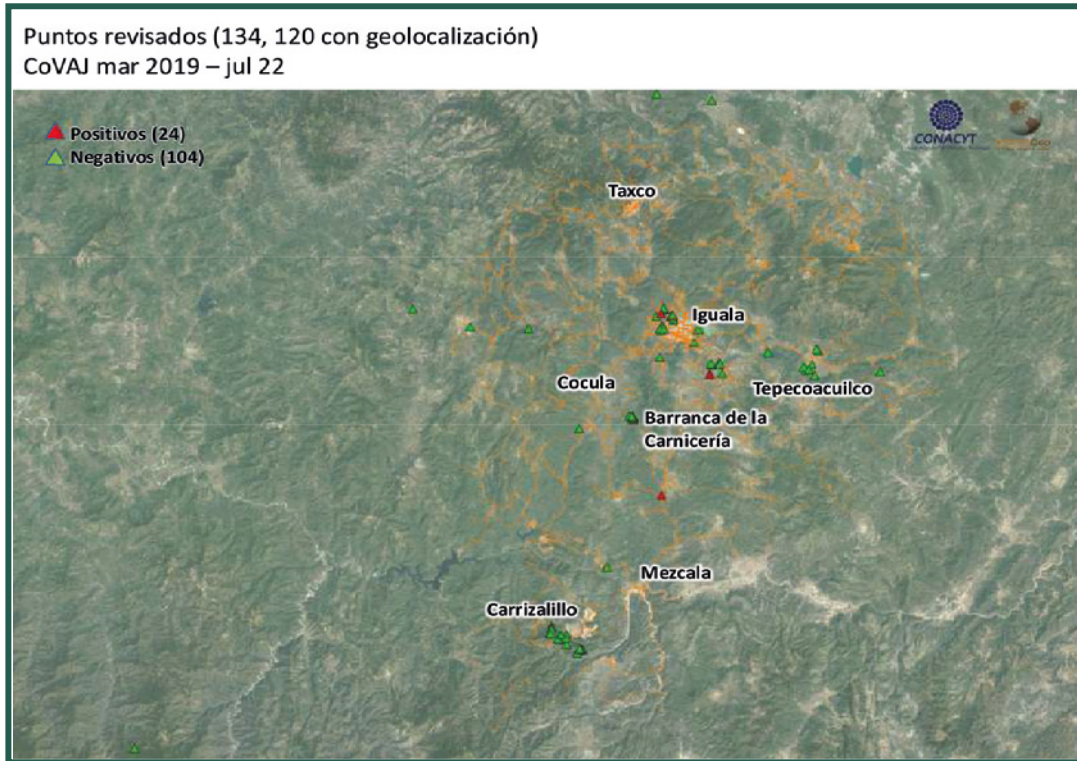 Puntos revisados (134, 120 con geolocalización)
CoVAJ mar 2019 – jul 22
Positivos (24)
Negativos (104)
CONACYT
Taxco
Iguala
Cocula
Tepecoacuilco
Barranca de la
Carnicería
Mezcala
Carrizalillo